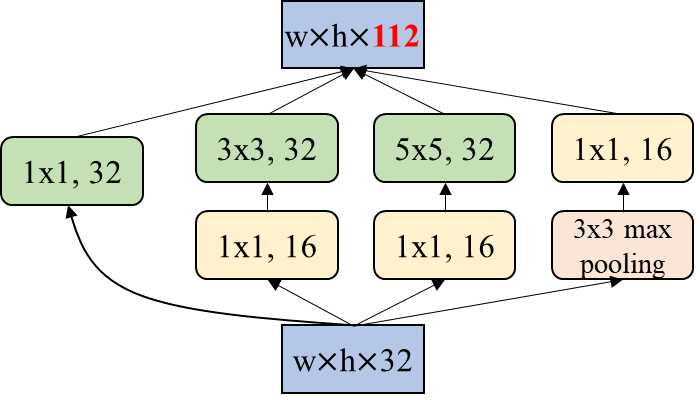 w×h×112
1x1, 32
3x3, 32
5x5, 32
1x1, 16
1x1, 16
1x1, 16
3x3 max
pooling
w×h×32